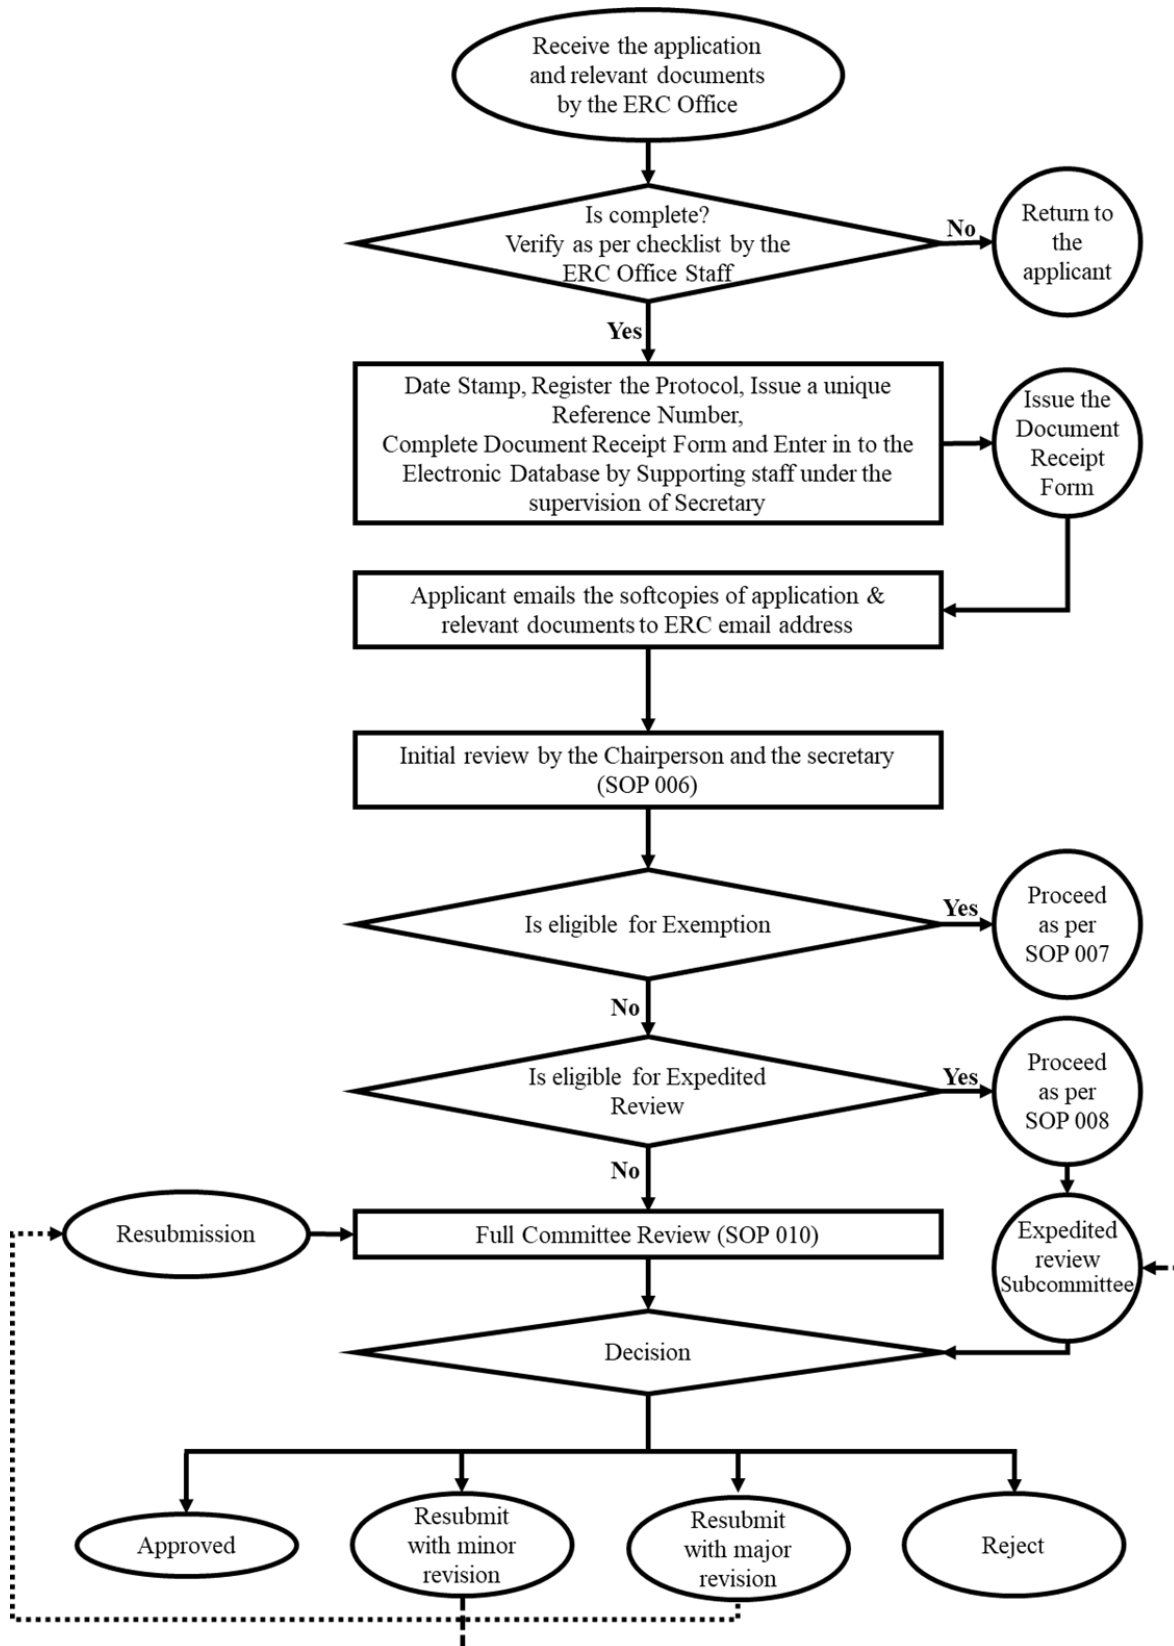 Receive the application
and relevant documents
by the ERC Office
Is complete?
Verify as per checklist by the
ERC Office Staff
No
Return to
the
applicant
Yes
Date Stamp, Register the Protocol, Issue a unique
Reference Number,
Complete Document Receipt Form and Enter in to the
Electronic Database by Supporting staff under the
supervision of Secretary
Issue the
Document
Receipt
Form
Applicant emails the softcopies of application &
relevant documents to ERC email address
Initial review by the Chairperson and the secretary
(SOP 006)
Is eligible for Exemption
Yes
Proceed
as per
SOP 007
No
Is eligible for Expedited
Review
Yes
Proceed
as per
SOP 008
No
Resubmission
Full Committee Review (SOP 010)
Expedited
review
Subcommittee
Decision
Approved
Resubmit
with minor
revision
Resubmit
with major
revision
Reject